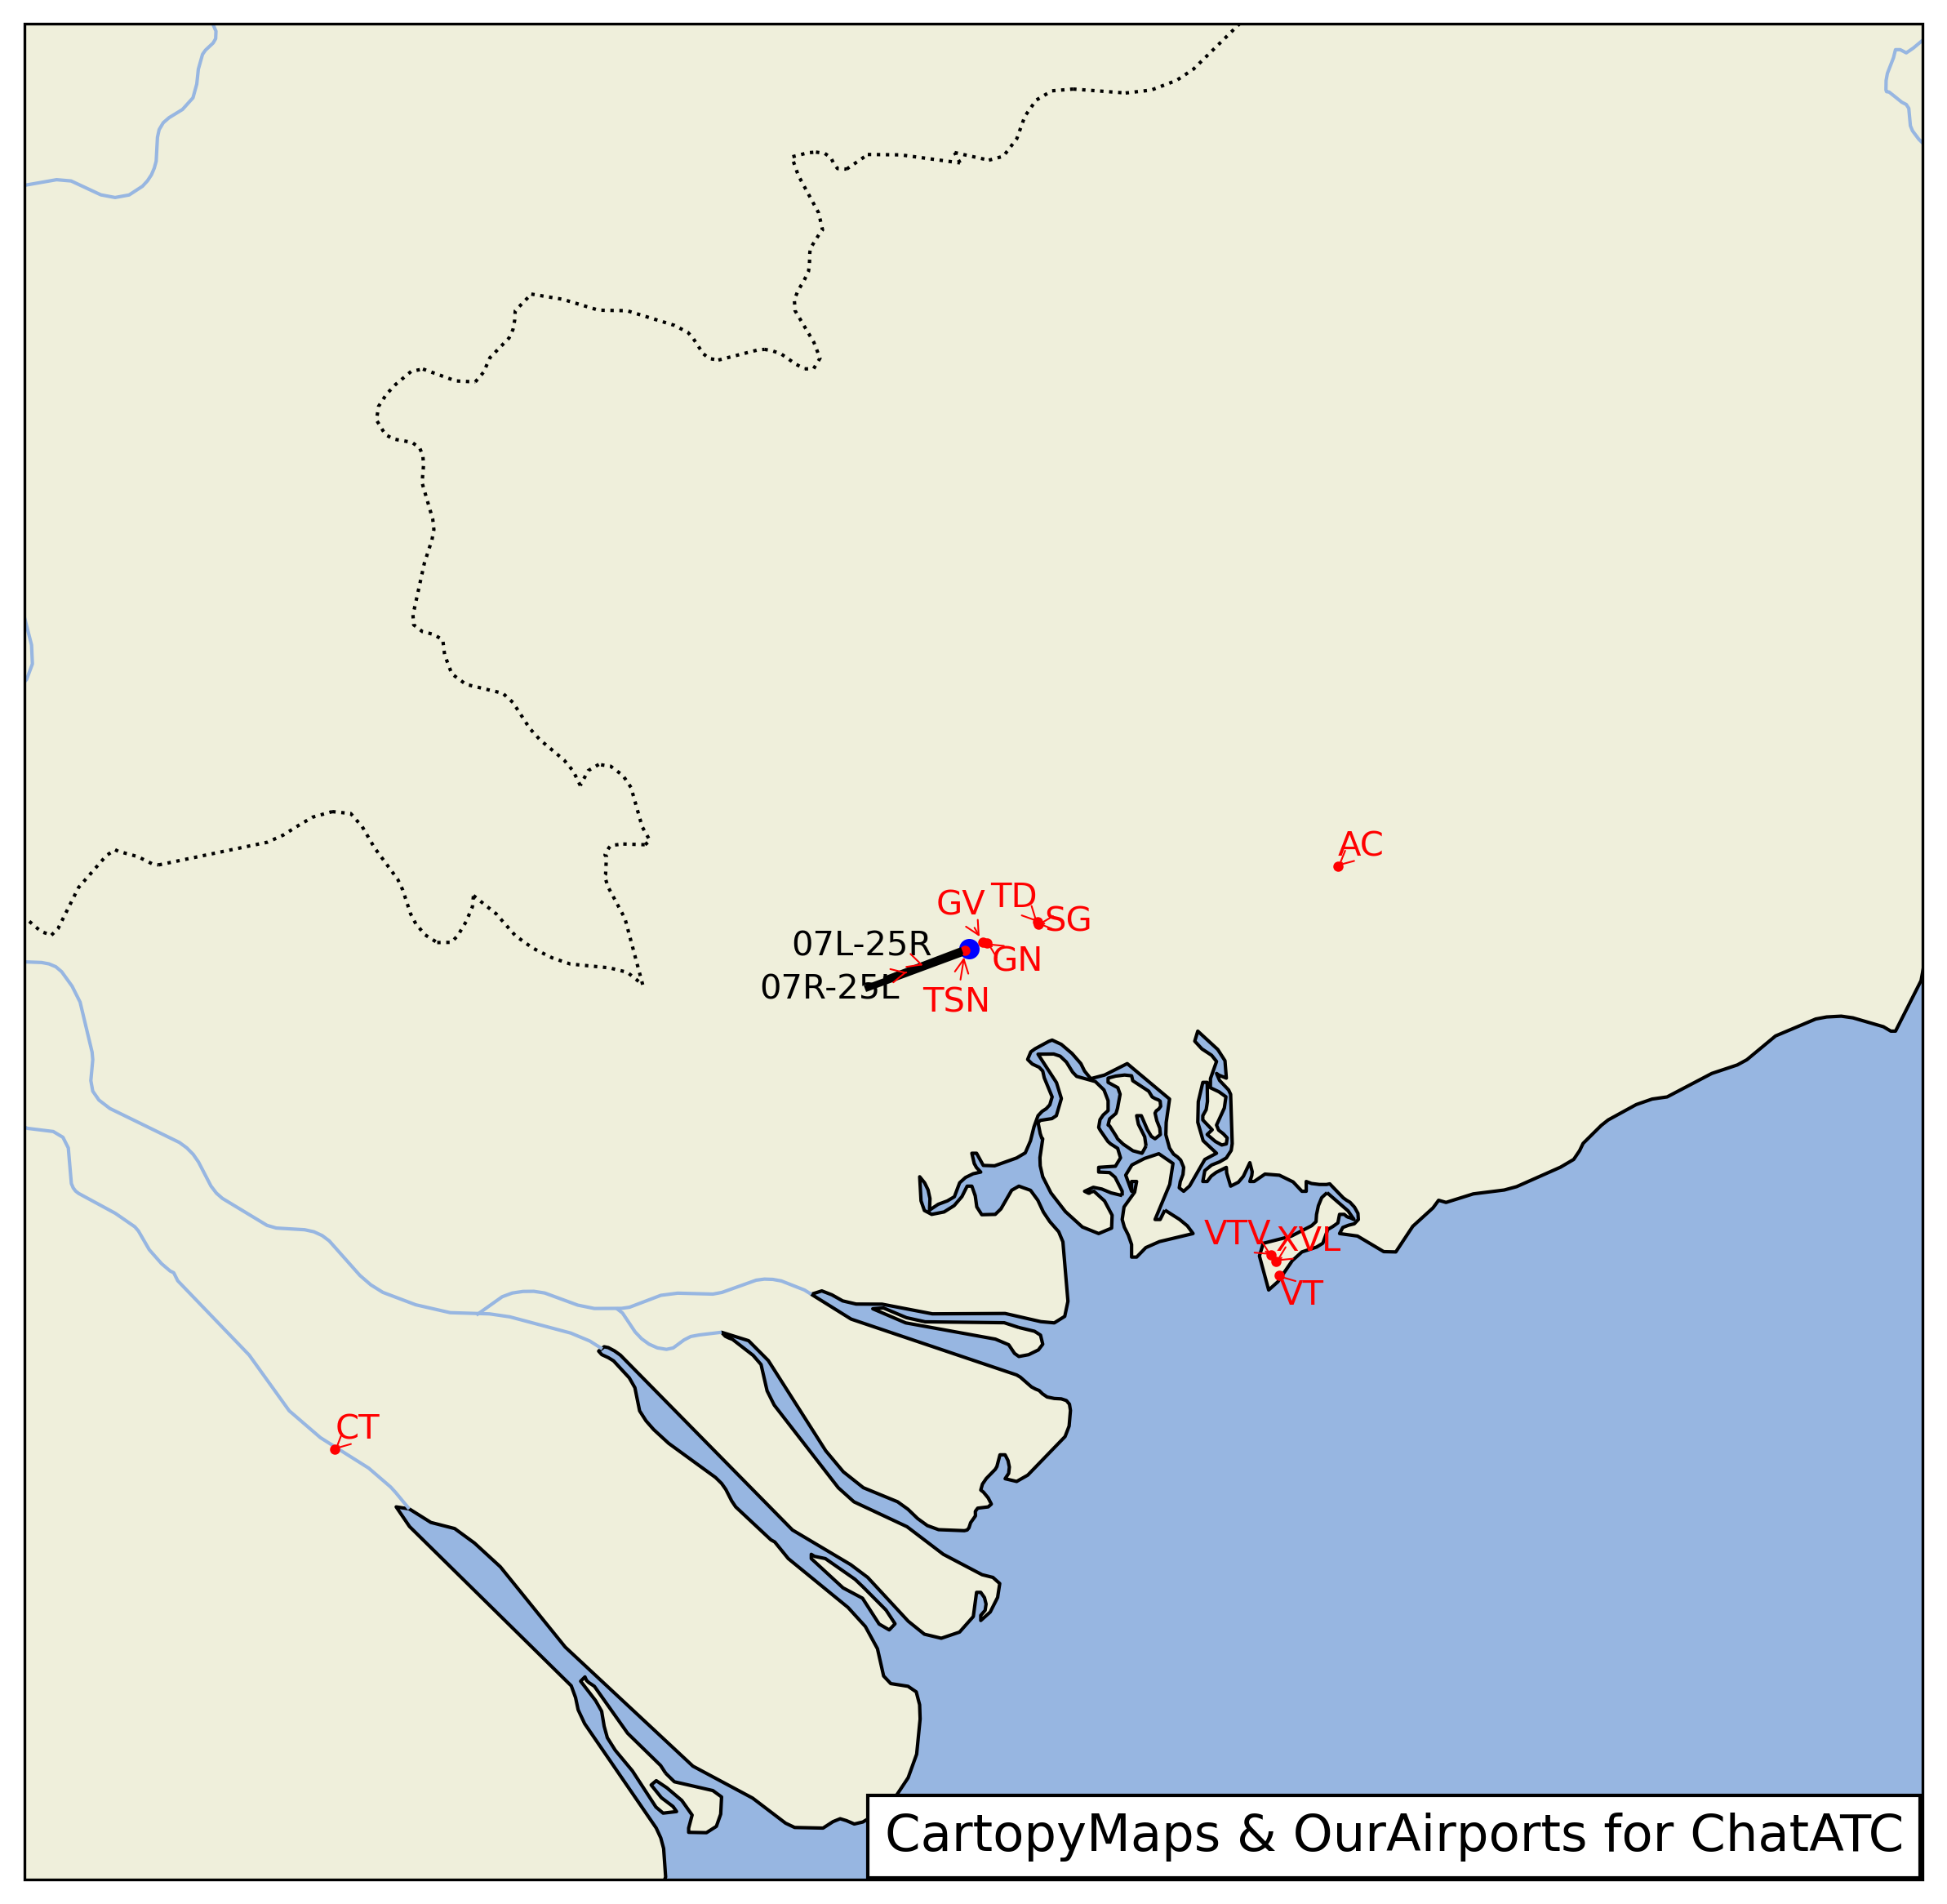 AC
GV
TD
SG
07L-25R
GN
07R-25L
TSN
VTV
XVL
VT
CT
CartopyMaps & OurAirports for ChatATC